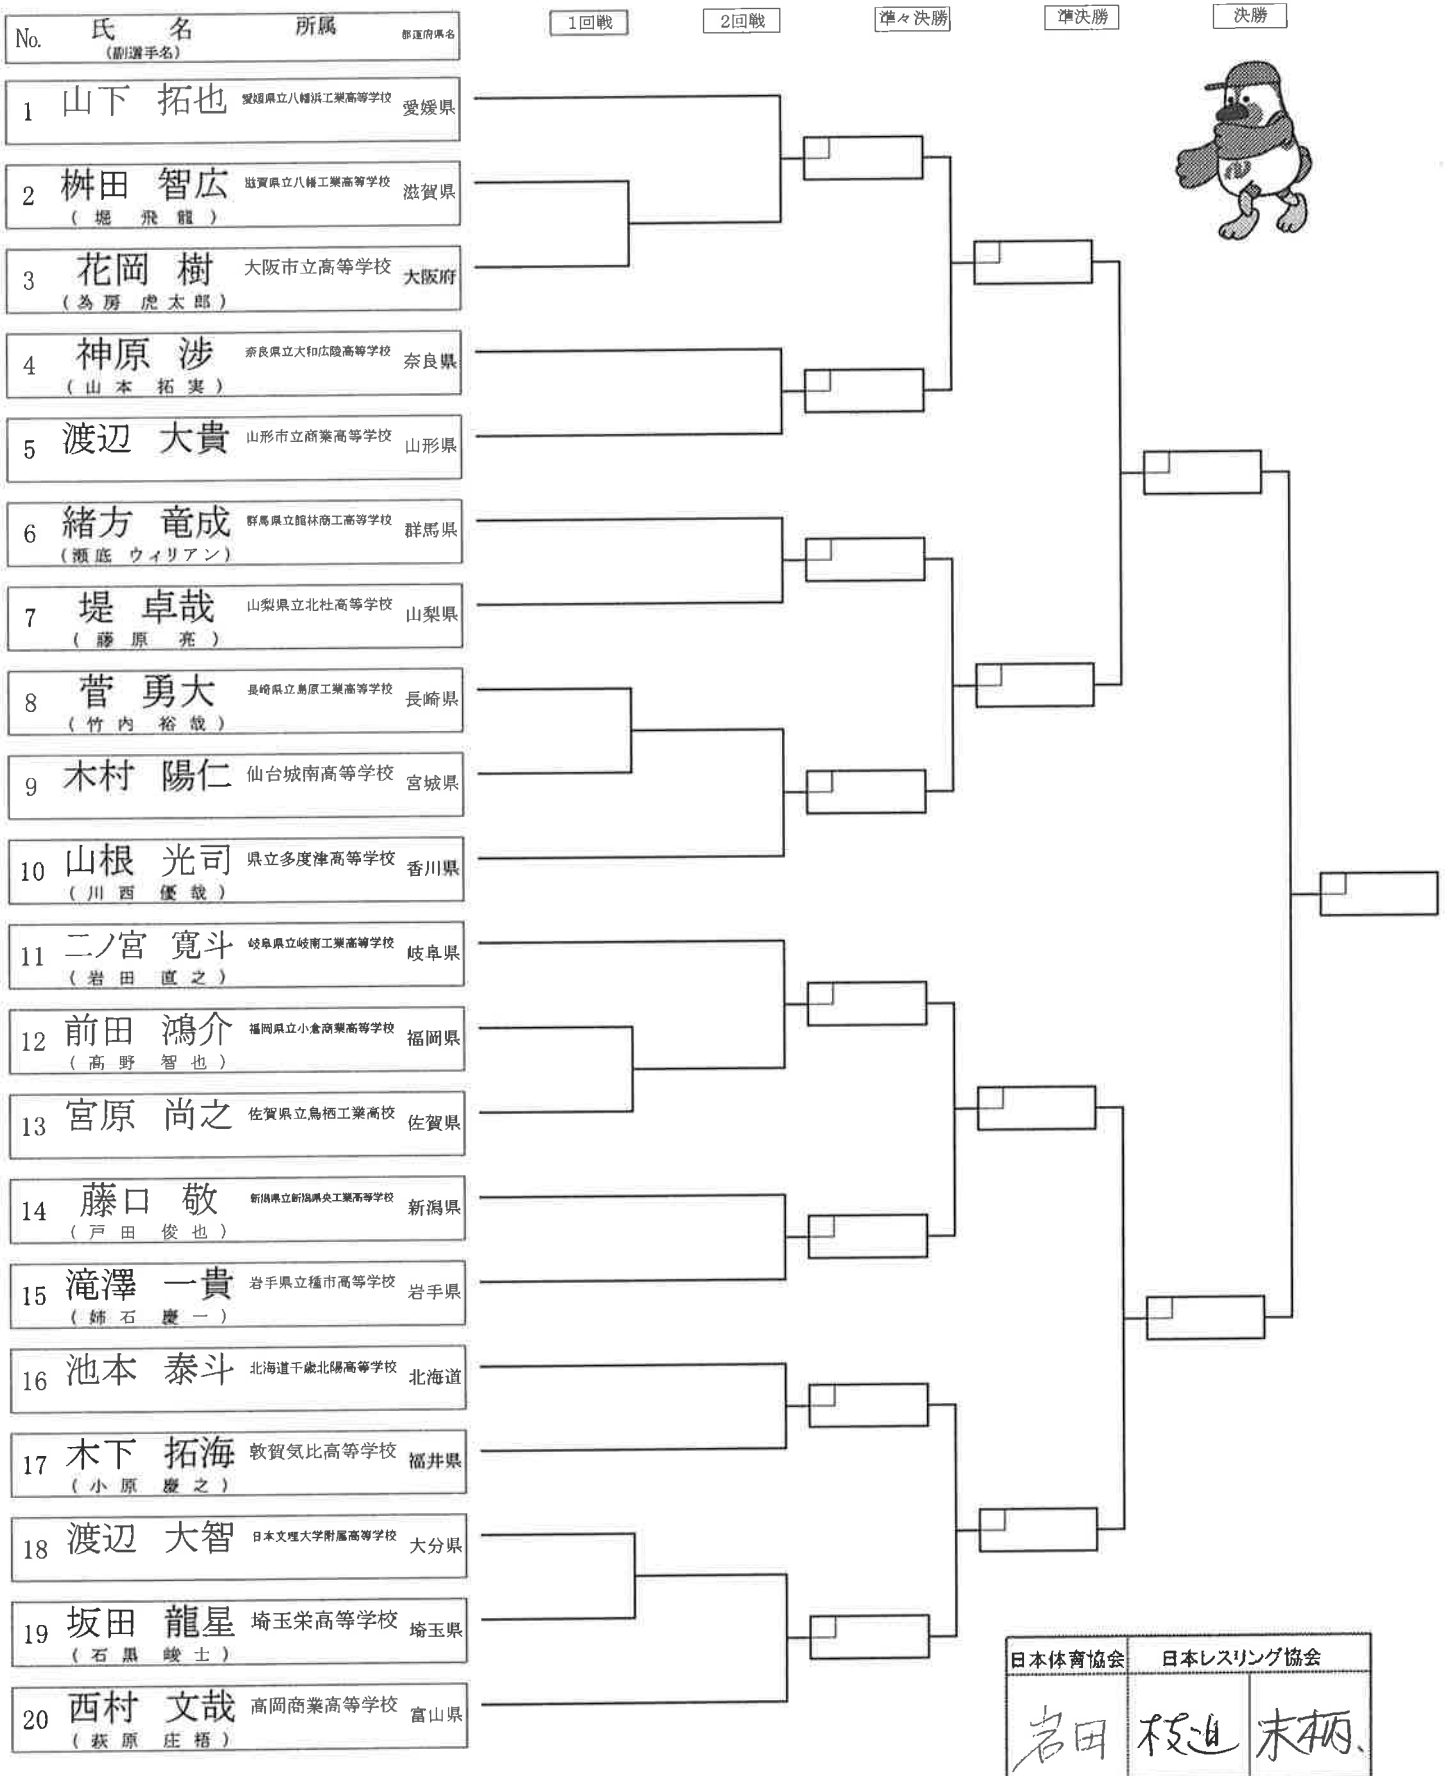 No. 氏 名 所属 都道府県名
(副選手名)
1回戦 2回戦 準々決勝 準決勝 決勝
1 山下 拓也 愛媛県立八幡浜工業高等学校 愛媛県
2 桝田 智広 滋賀県立八幡工業高等学校 滋賀県
(堀 飛龍)
3 花岡 樹 大阪市立高等学校 大阪府
(為房 虎太郎)
4 神原 渉 奈良県立大和広陵高等学校 奈良県
(山本 拓実)
5 渡辺 大貴 山形市立商業高等学校 山形県
6 緒方 竜成 群馬県立館林商工高等学校 群馬県
(瀬底 ウィリアン)
7 堤 卓哉 山梨県立北杜高等学校 山梨県
(藤原 亮)
8 菅 勇大 長崎県立島原工業高等学校 長崎県
(竹内 裕哉)
9 木村 陽仁 仙台城南高等学校 宮城県
10 山根 光司 県立多度津高等学校 香川県
(川西 優哉)
11 二ノ宮 寛斗 岐阜県立岐南工業高等学校 岐阜県
(岩田 直之)
12 前田 鴻介 福岡県立小倉商業高等学校 福岡県
(髙野 智也)
13 宮原 尚之 佐賀県立鳥栖工業高校 佐賀県
14 藤口 敬 新潟県立新潟県央工業高等学校 新潟県
(戸田 俊也)
15 滝澤 一貴 岩手県立種市高等学校 岩手県
(姉石 慶一)
16 池本 泰斗 北海道千歳北陽高等学校 北海道
17 木下 拓海 敦賀気比高等学校 福井県
(小原 慶之)
18 渡辺 大智 日本文理大学附属高等学校 大分県
19 坂田 龍星 埼玉栄高等学校 埼玉県
(石黒 峻士)
20 西村 文哉 高岡商業高等学校 富山県
(萩原 庄梧)
日本体育協会 日本レスリング協会
岩田 枝迫 末柄